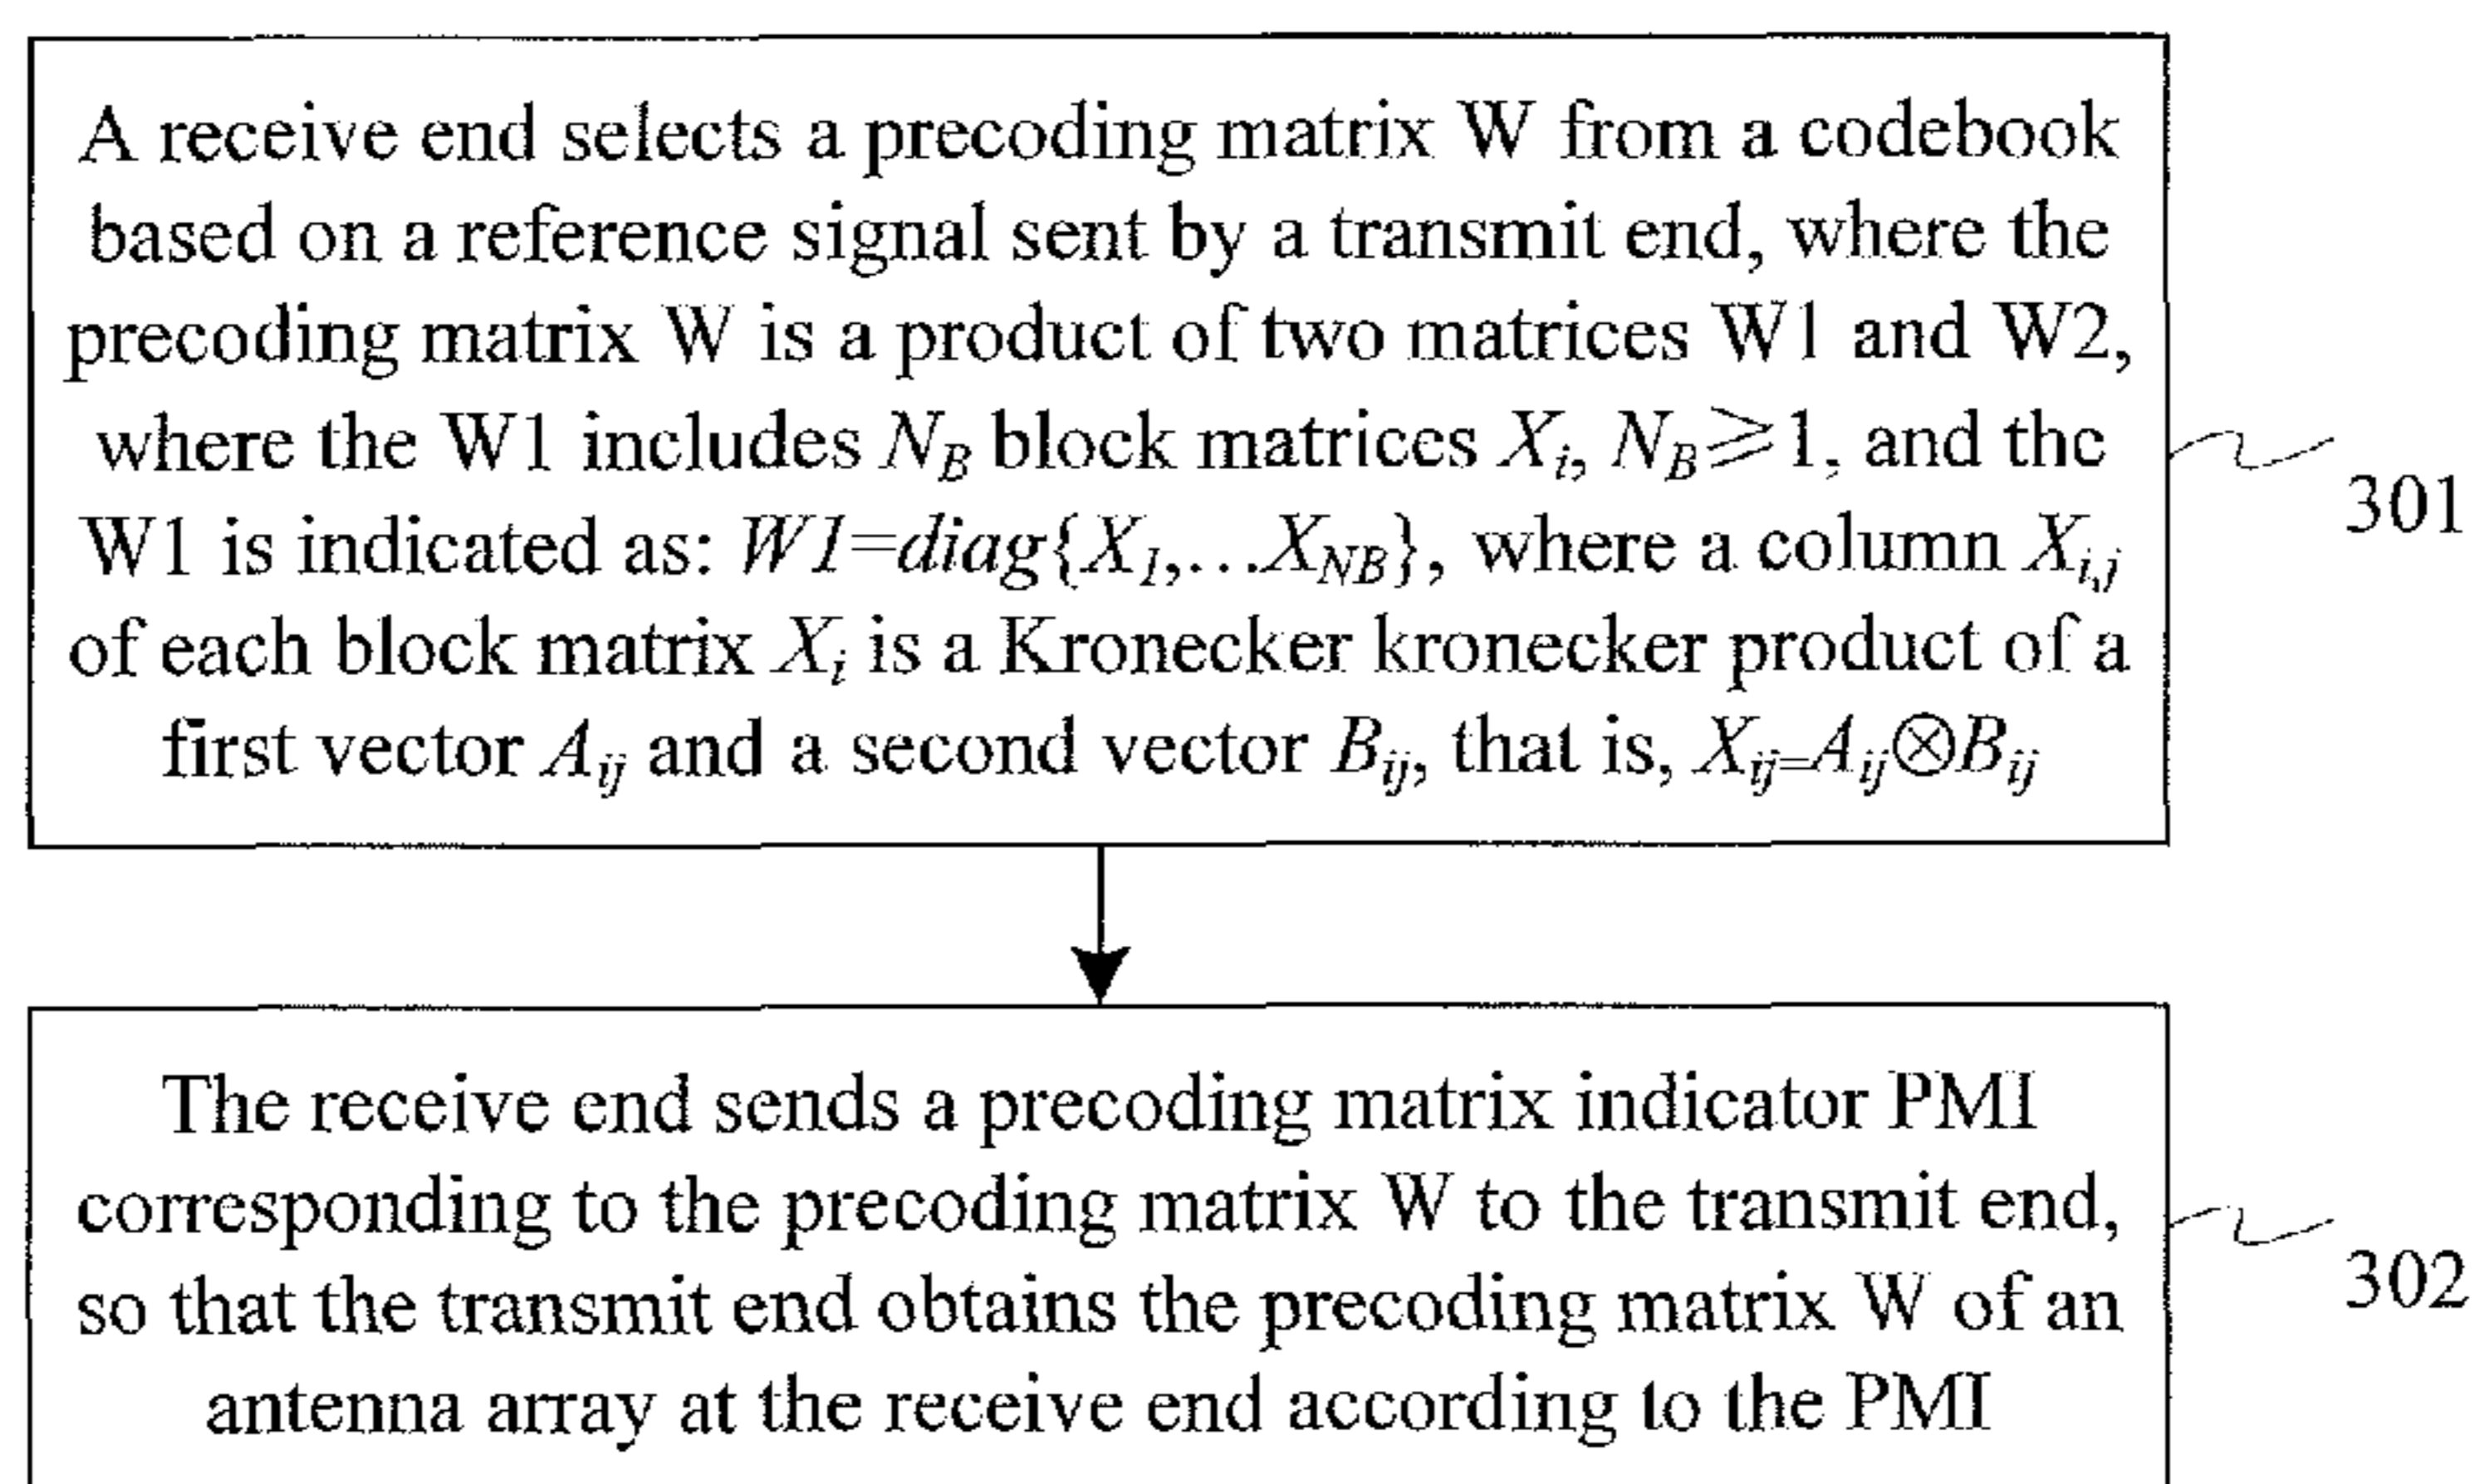 A receive end selects a precoding matrix W from a codebook
based on a reference signal sent by a transmit end, where the
precoding matrix W is a product of two matrices W1 and W2,
where the W1 includes N_B block matrices X_i, N_B⩾1, and the
W1 is indicated as: W1=diag{X_1,...X_NB}, where a column X_i,j
of each block matrix X_i is a Kronecker kronecker product of a
first vector A_ij and a second vector B_ij, that is, X_ij=A_ij⊗B_ij
301
The receive end sends a precoding matrix indicator PMI
corresponding to the precoding matrix W to the transmit end,
so that the transmit end obtains the precoding matrix W of an
antenna array at the receive end according to the PMI
302